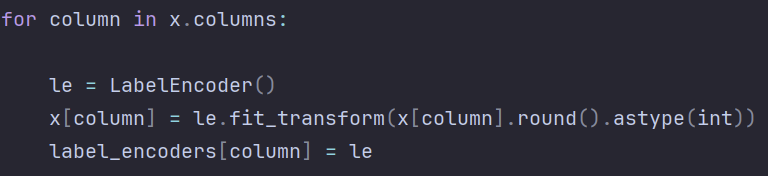 for column in x.columns:
le = LabelEncoder()
x[column] = le.fit_transform(x[column].round().astype(int))
label_encoders[column] = le